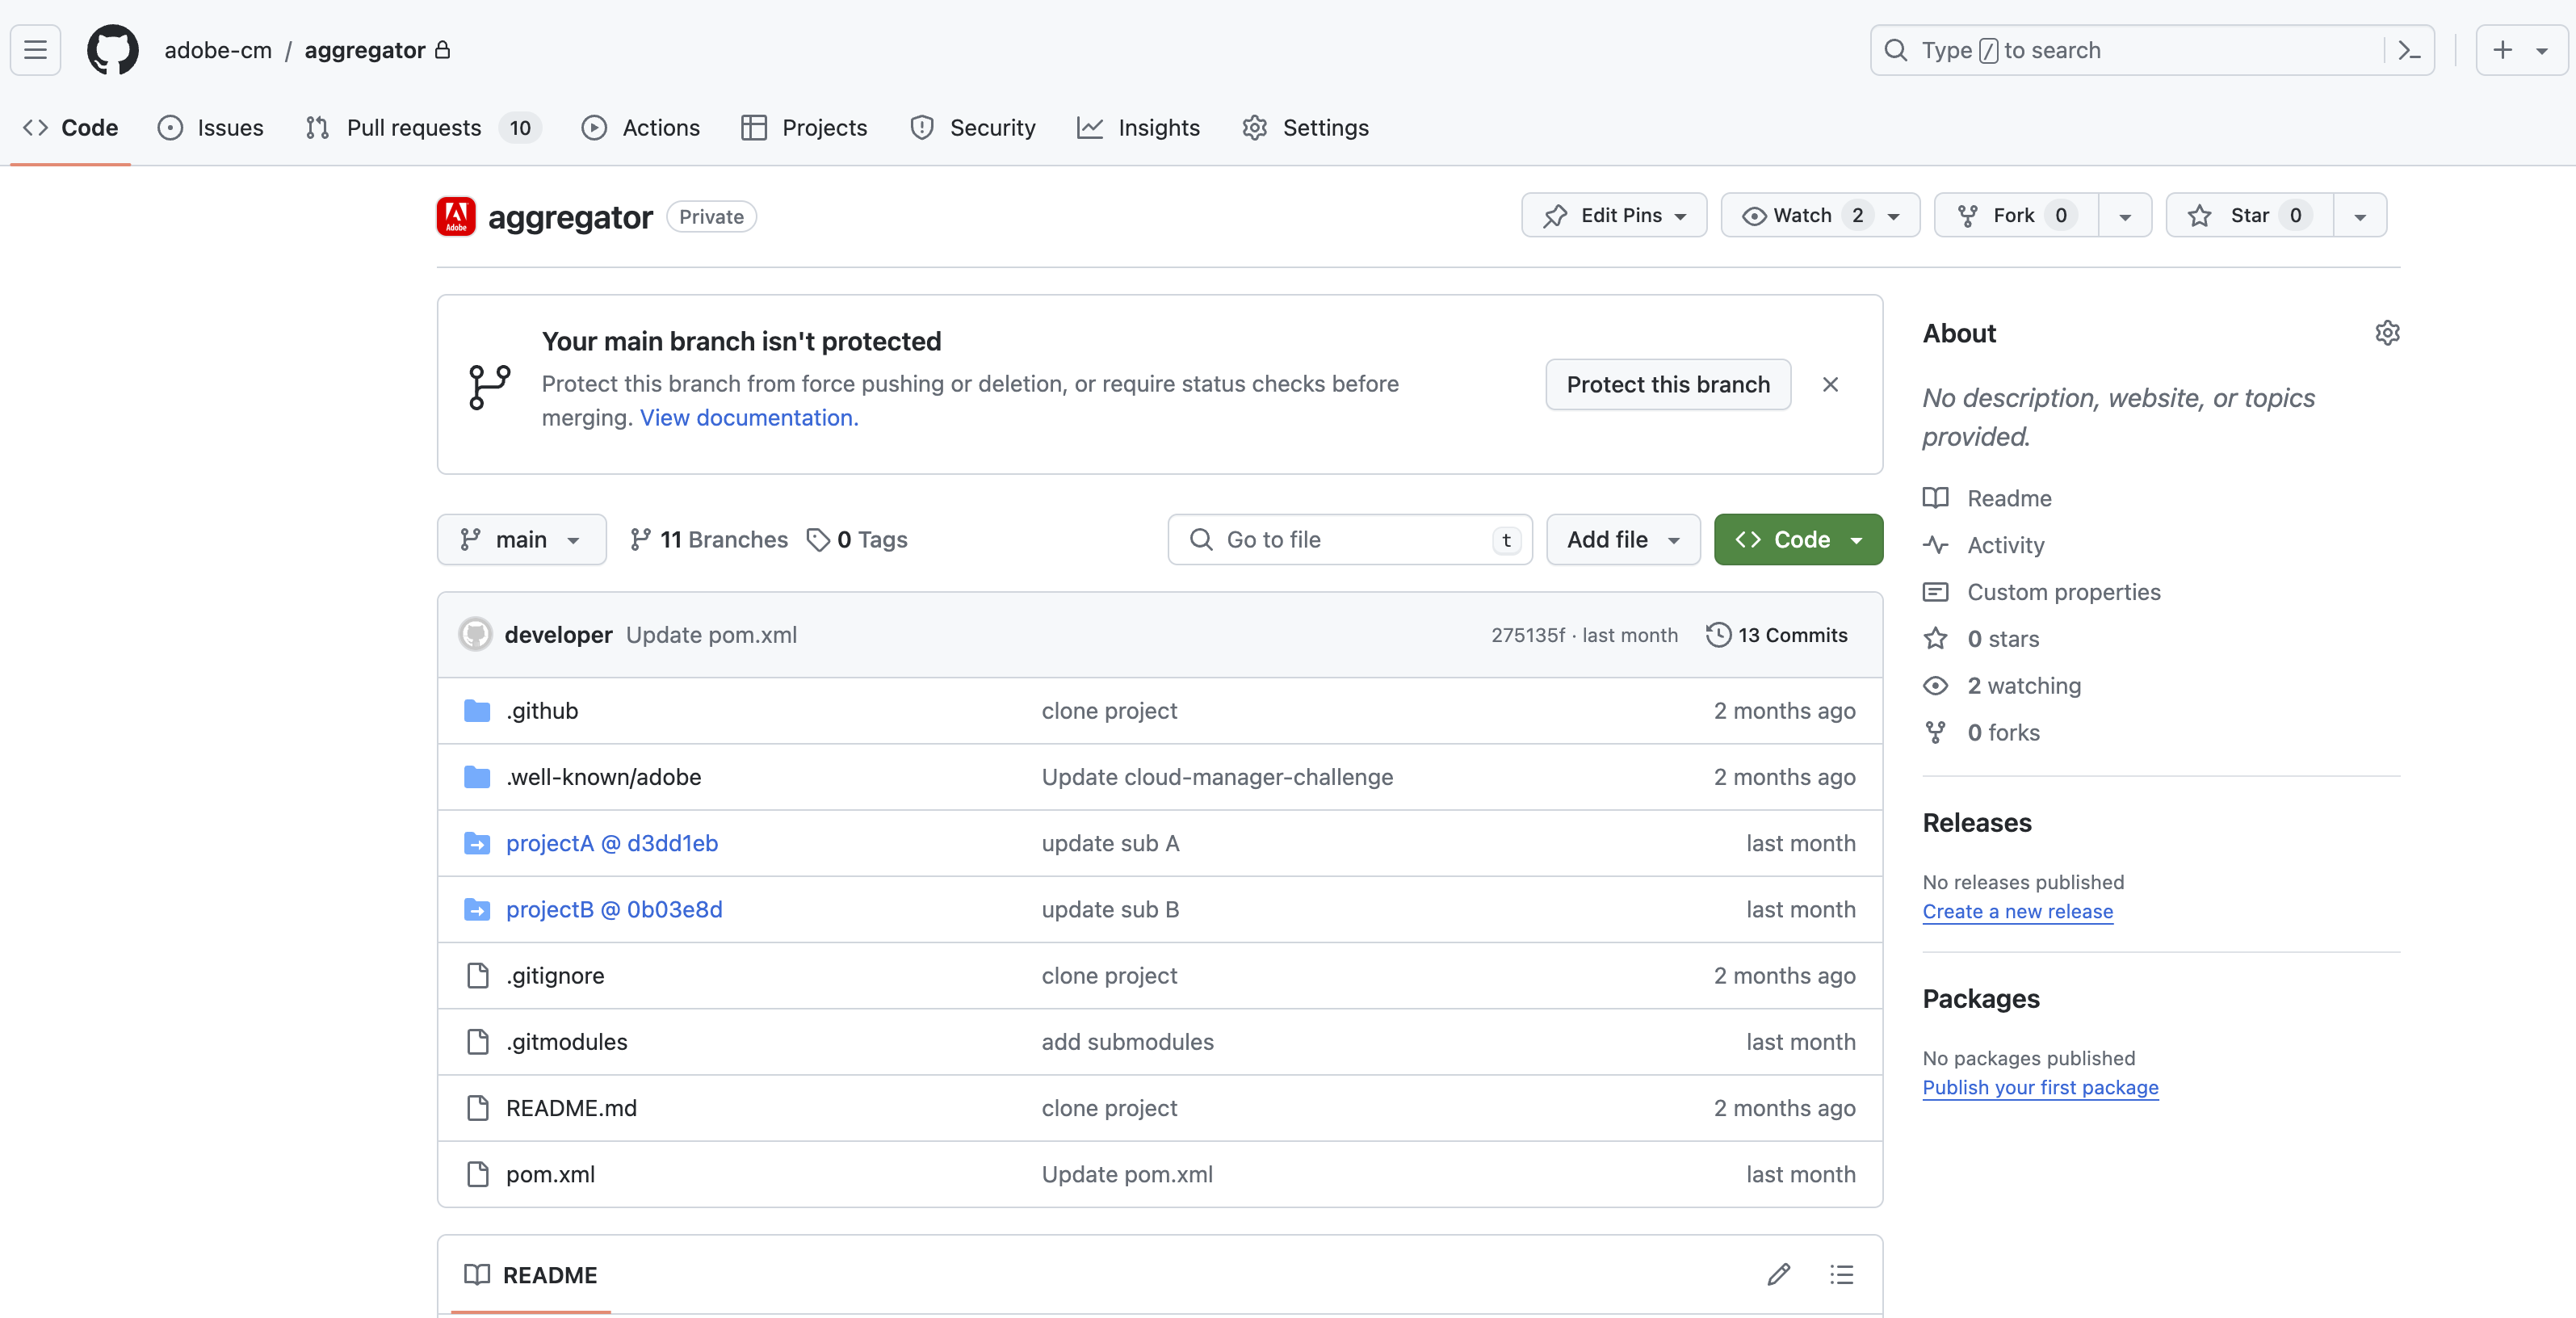 adobe-cm / aggregator
Type / to search
Code
Issues
Pull requests 10
Actions
Projects
Security
Insights
Settings
Adobe
aggregator Private
Edit Pins
Watch 2
Fork 0
Star 0
Your main branch isn't protected
Protect this branch from force pushing or deletion, or require status checks before
merging. View documentation.
Protect this branch
main
11 Branches
0 Tags
Go to file t
Add file
Code
developer Update pom.xml 275135f · last month 13 Commits
.github clone project 2 months ago
.well-known/adobe Update cloud-manager-challenge 2 months ago
projectA @ d3dd1eb update sub A last month
projectB @ 0b03e8d update sub B last month
.gitignore clone project 2 months ago
.gitmodules add submodules last month
README.md clone project 2 months ago
pom.xml Update pom.xml last month
README
About
No description, website, or topics
provided.
Readme
Activity
Custom properties
0 stars
2 watching
0 forks
Releases
No releases published
Create a new release
Packages
No packages published
Publish your first package